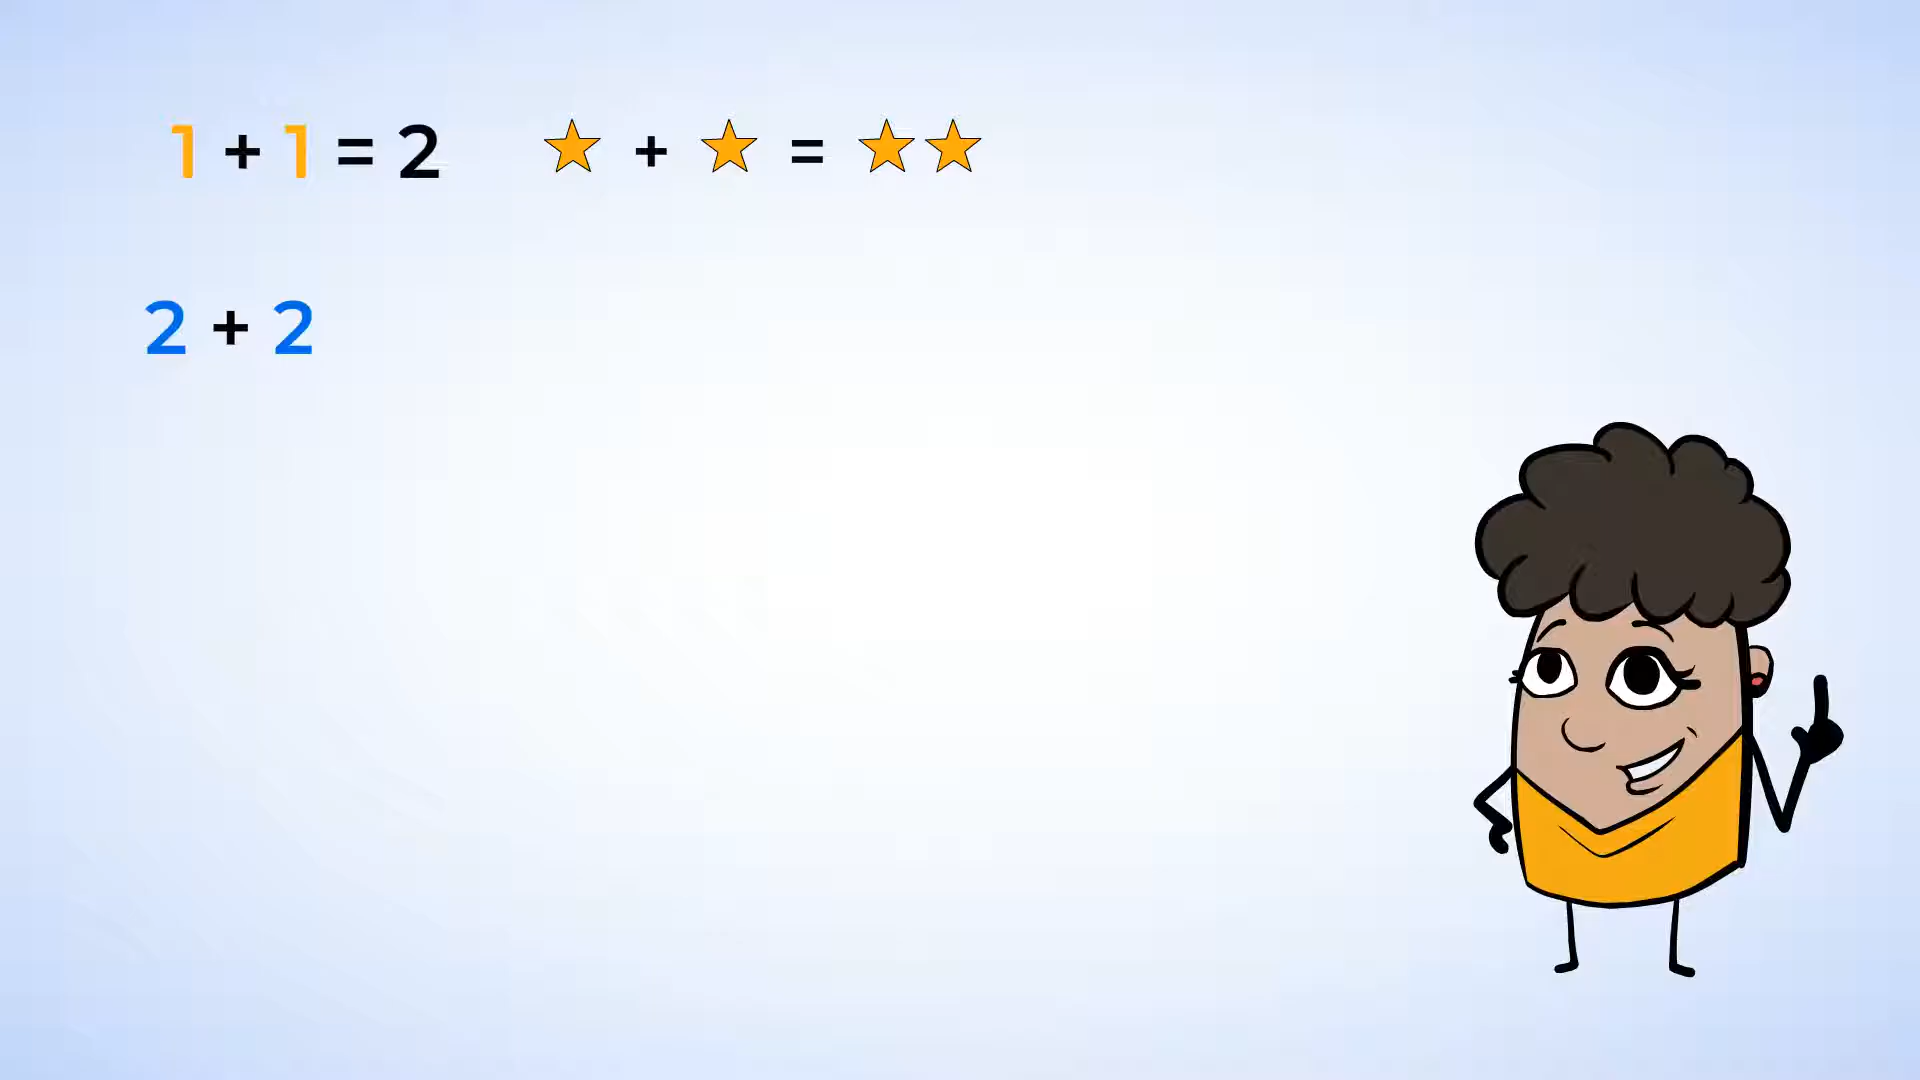 1 + 1 = 2 + =
2 + 2